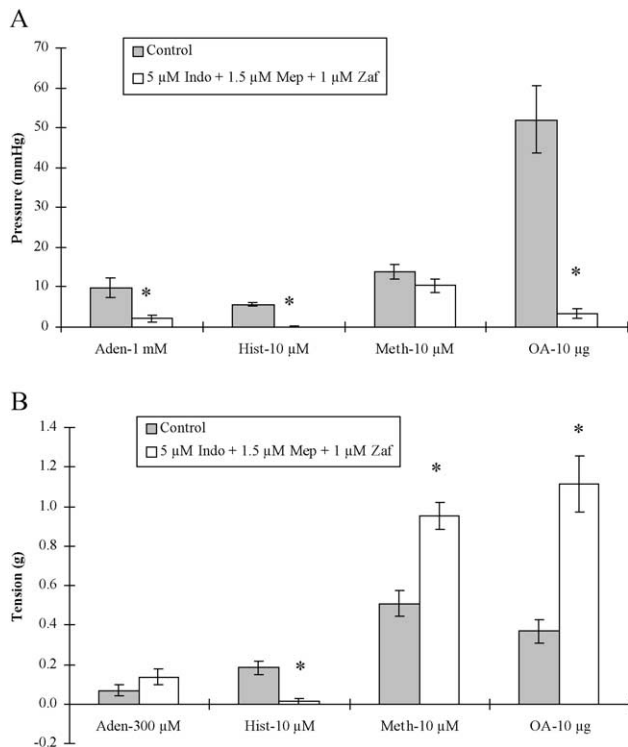 A
70
60
50
40
30
20
10
0
Pressure (mmHg)
Control
5 µM Indo + 1.5 µM Mep + 1 µM Zaf
*
*
*
Aden-1 mM Hist-10 µM Meth-10 µM OA-10 µg
B
1.4
1.2
1.0
0.8
0.6
0.4
0.2
0.0
-0.2
Tension (g)
Control
5 µM Indo + 1.5 µM Mep + 1 µM Zaf
*
*
*
Aden-300 µM Hist-10 µM Meth-10 µM OA-10 µg